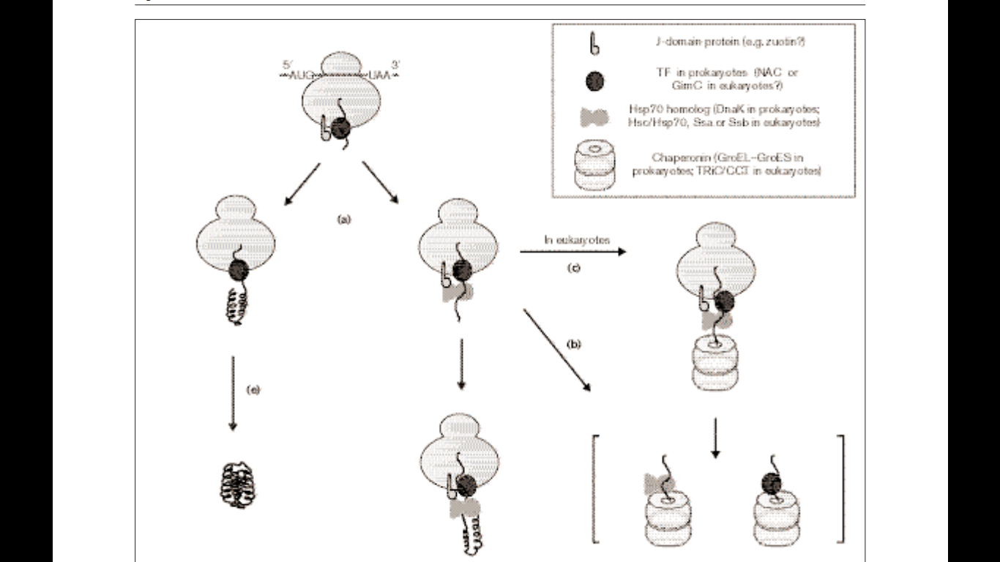 5′ 3′
AUG UAA
J-domain protein (e.g. zuotin?)
TF in prokaryotes (NAC or
GimC in eukaryotes?)
Hsp70 homolog (DnaK in prokaryotes;
Hsc/Hsp70, Ssa or Ssb in eukaryotes)
Chaperonin (GroEL–GroES in
prokaryotes; TRiC/CCT in eukaryotes)
(a)
In eukaryotes
(c)
(b)
(e)